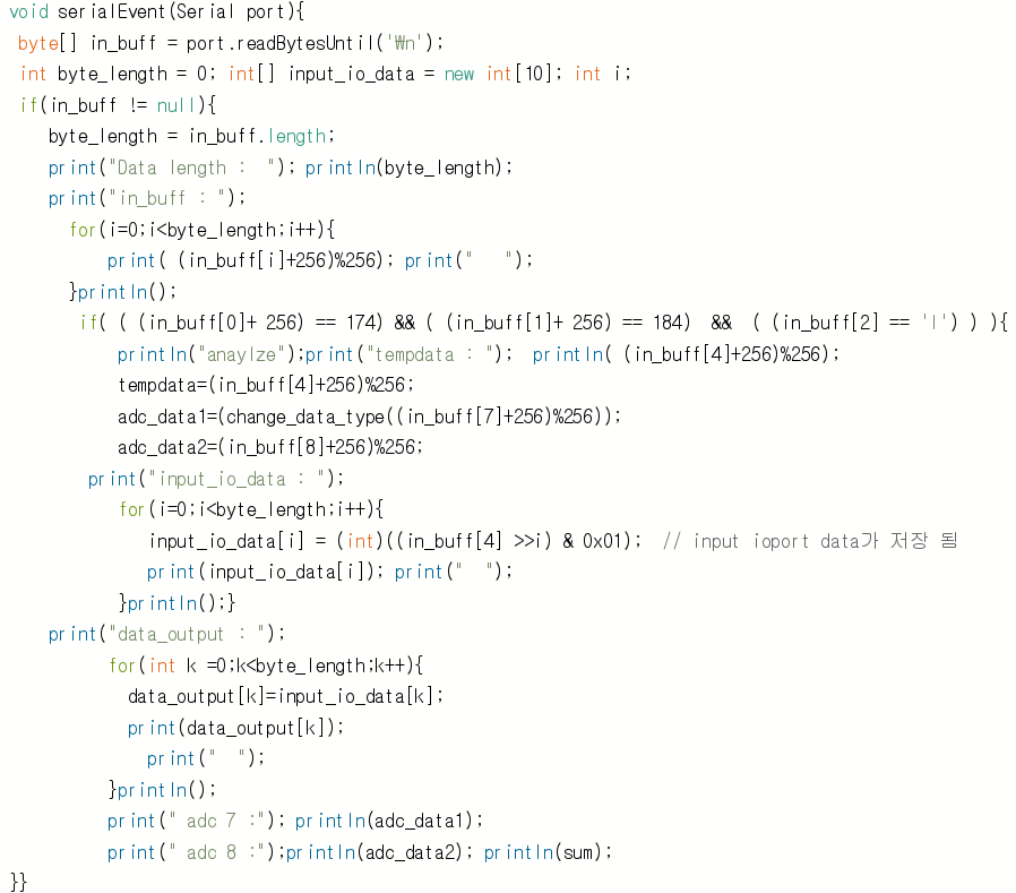 void serialEvent(Serial port){
byte[] in_buff = port.readBytesUntil('₩n');
int byte_length = 0; int[] input_io_data = new int[10]; int i;
if(in_buff != null){
byte_length = in_buff.length;
print("Data length :  "); println(byte_length);
print("in_buff : ");
for(i=0;i<byte_length;i++){
print( (in_buff[i]+256)%256); print("   ");
}println();
if( ( (in_buff[0]+ 256) == 174) && ( (in_buff[1]+ 256) == 184)  &&  ( (in_buff[2] == 'l') ) ){
println("anaylze");print("tempdata : ");  println( (in_buff[4]+256)%256);
tempdata=(in_buff[4]+256)%256;
adc_data1=(change_data_type((in_buff[7]+256)%256));
adc_data2=(in_buff[8]+256)%256;
print("input_io_data : ");
for(i=0;i<byte_length;i++){
input_io_data[i] = (int)((in_buff[4] >>i) & 0x01);  // input ioport data가 저장 됨
print(input_io_data[i]); print("  ");
}println();}
print("data_output : ");
for(int k =0;k<byte_length;k++){
data_output[k]=input_io_data[k];
print(data_output[k]);
print("  ");
}println();
print(" adc 7 :"); println(adc_data1);
print(" adc 8 :");println(adc_data2); println(sum);
}}